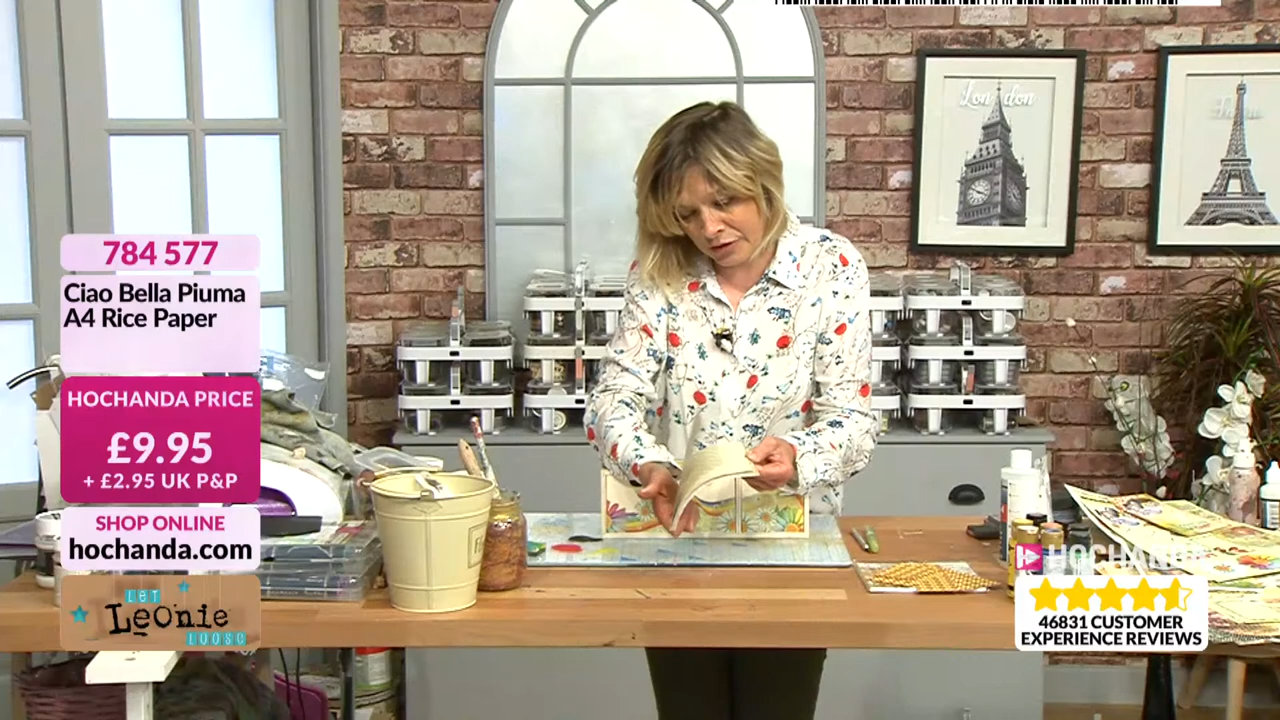 London
Paris
784 577
Ciao Bella Piuma
A4 Rice Paper
HOCHANDA PRICE
£9.95
+ £2.95 UK P&P
SHOP ONLINE
hochanda.com
LET
Leonie
LOOSE
HOCHANDA
46831 CUSTOMER
EXPERIENCE REVIEWS